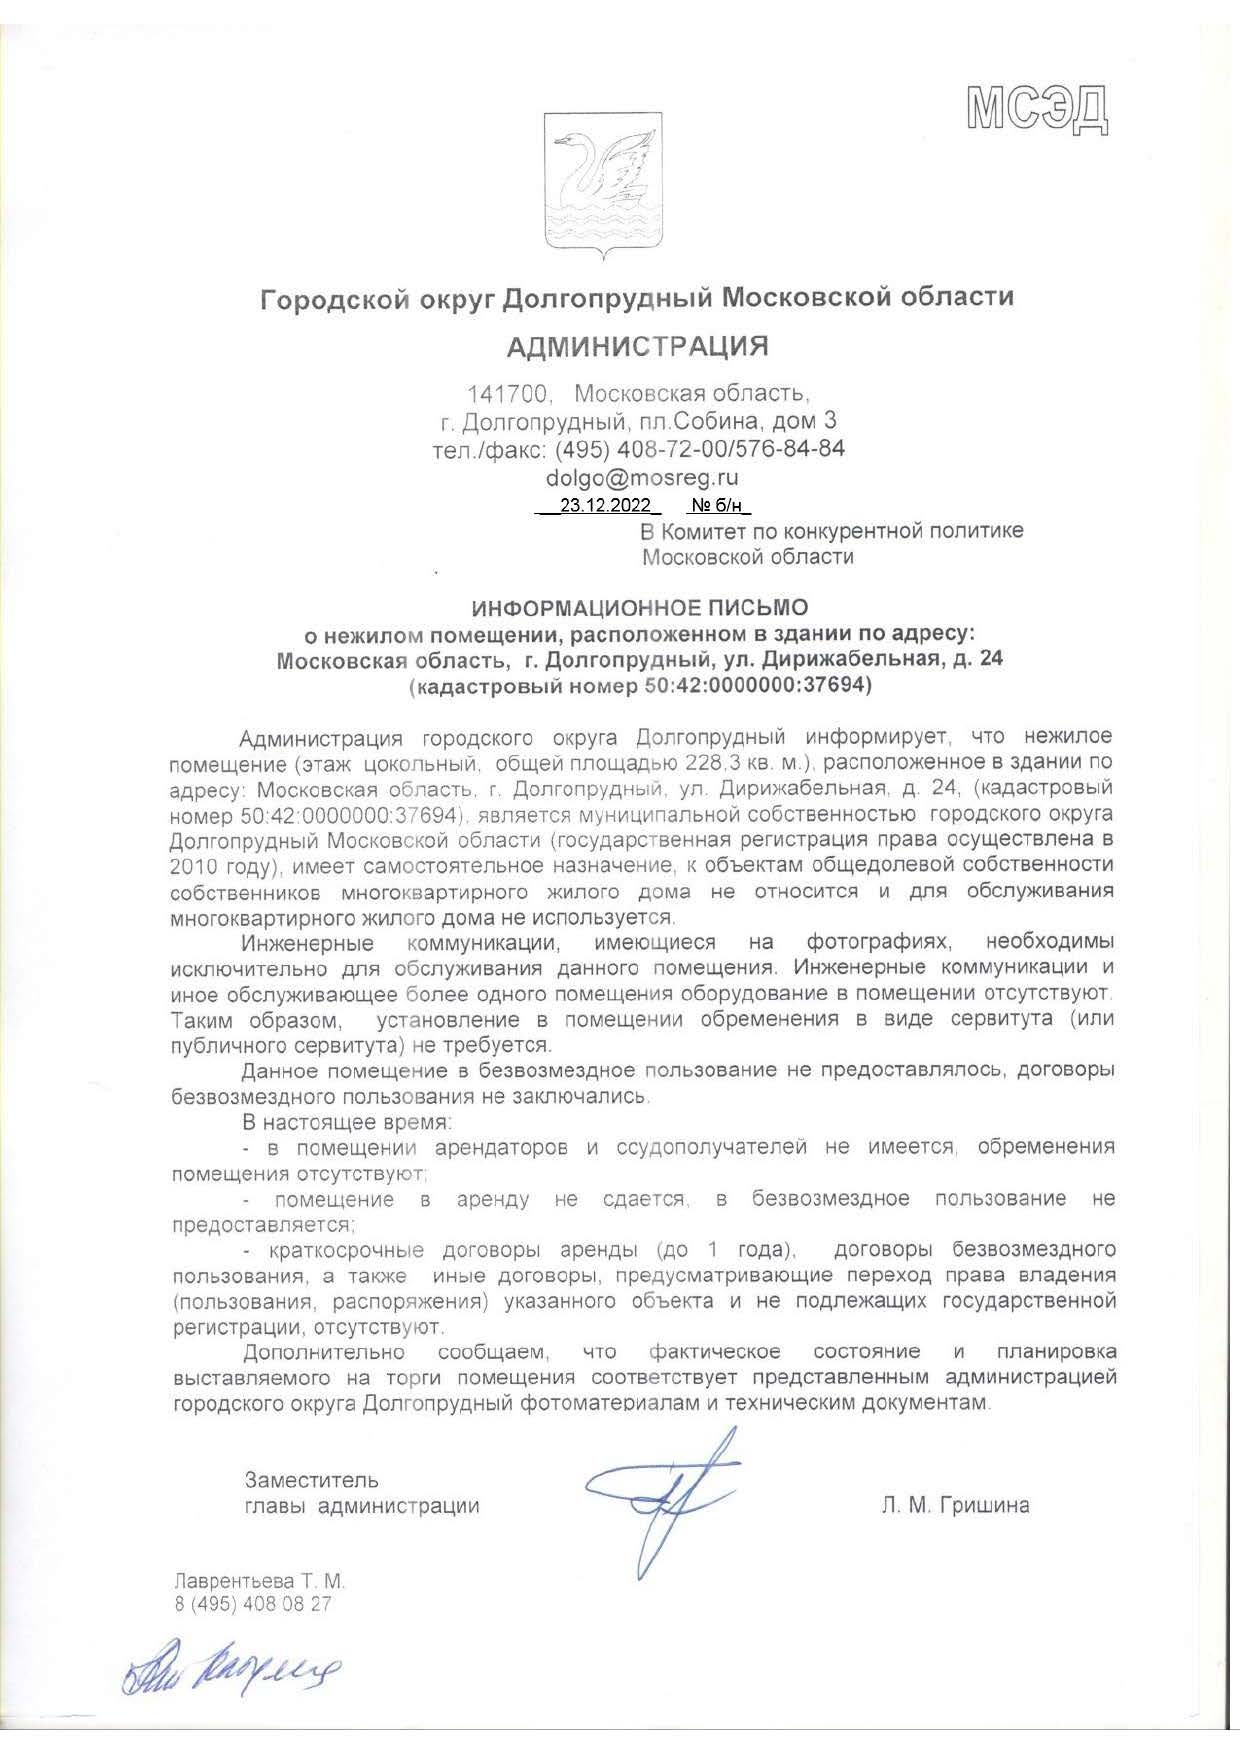 МСЭД
Городской округ Долгопрудный Московской области
АДМИНИСТРАЦИЯ
141700, Московская область,
г. Долгопрудный, пл.Собина, дом 3
тел./факс: (495) 408-72-00/576-84-84
dolgo@mosreg.ru
__23.12.2022_ _№ б/н_
В Комитет по конкурентной политике
Московской области
ИНФОРМАЦИОННОЕ ПИСЬМО
о нежилом помещении, расположенном в здании по адресу:
Московская область, г. Долгопрудный, ул. Дирижабельная, д. 24
(кадастровый номер 50:42:0000000:37694)
Администрация городского округа Долгопрудный информирует, что нежилое
помещение (этаж цокольный, общей площадью 228,3 кв. м.), расположенное в здании по
адресу: Московская область, г. Долгопрудный, ул. Дирижабельная, д. 24, (кадастровый
номер 50:42:0000000:37694), является муниципальной собственностью городского округа
Долгопрудный Московской области (государственная регистрация права осуществлена в
2010 году), имеет самостоятельное назначение, к объектам общедолевой собственности
собственников многоквартирного жилого дома не относится и для обслуживания
многоквартирного жилого дома не используется.
Инженерные коммуникации, имеющиеся на фотографиях, необходимы
исключительно для обслуживания данного помещения. Инженерные коммуникации и
иное обслуживающее более одного помещения оборудование в помещении отсутствуют.
Таким образом, установление в помещении обременения в виде сервитута (или
публичного сервитута) не требуется.
Данное помещение в безвозмездное пользование не предоставлялось, договоры
безвозмездного пользования не заключались.
В настоящее время:
- в помещении арендаторов и ссудополучателей не имеется, обременения
помещения отсутствуют;
- помещение в аренду не сдается, в безвозмездное пользование не
предоставляется;
- краткосрочные договоры аренды (до 1 года), договоры безвозмездного
пользования, а также иные договоры, предусматривающие переход права владения
(пользования, распоряжения) указанного объекта и не подлежащих государственной
регистрации, отсутствуют.
Дополнительно сообщаем, что фактическое состояние и планировка
выставляемого на торги помещения соответствует представленным администрацией
городского округа Долгопрудный фотоматериалам и техническим документам.
Заместитель
главы администрации Л. М. Гришина
Лаврентьева Т. М.
8 (495) 408 08 27